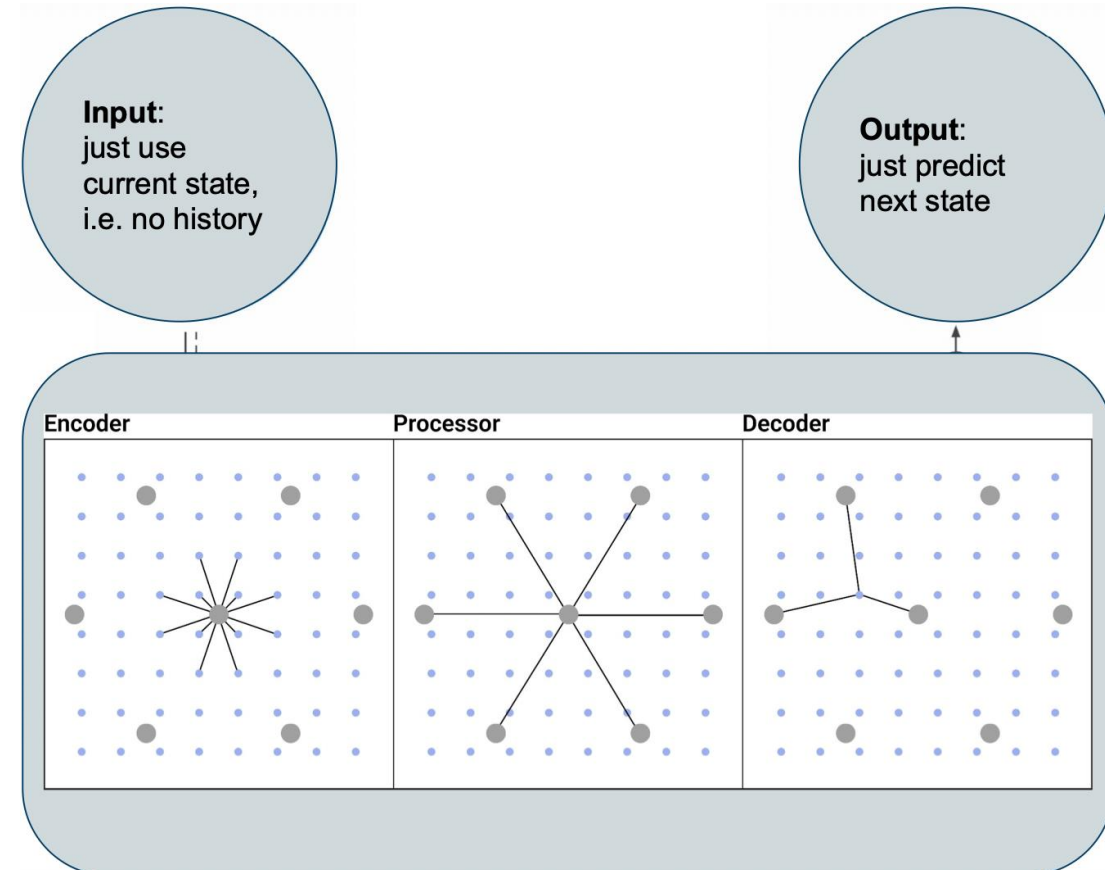 Input:
just use
current state,
i.e. no history
Output:
just predict
next state
Encoder
Processor
Decoder